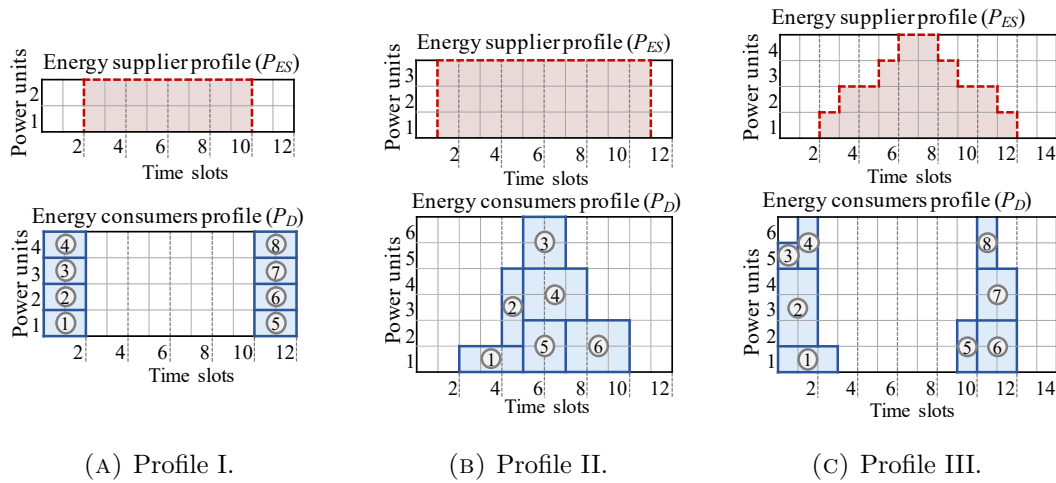 Energy supplier profile (P_ES)
Power units
2
1
2 4 6 8 10 12
Time slots
Energy consumers profile (P_D)
Power units
4
3
2
1
④ ⑧
③ ⑦
② ⑥
① ⑤
2 4 6 8 10 12
Time slots
(A) Profile I.
Energy supplier profile (P_ES)
Power units
3
2
1
2 4 6 8 10 12
Time slots
Energy consumers profile (P_D)
Power units
6
5
4
3
2
1
③
② ④
① ⑤ ⑥
2 4 6 8 10 12
Time slots
(B) Profile II.
Energy supplier profile (P_ES)
Power units
4
3
2
1
2 4 6 8 10 12 14
Time slots
Energy consumers profile (P_D)
Power units
6
5
4
3
2
1
③ ④ ⑧
② ⑦
① ⑤ ⑥
2 4 6 8 10 12 14
Time slots
(C) Profile III.